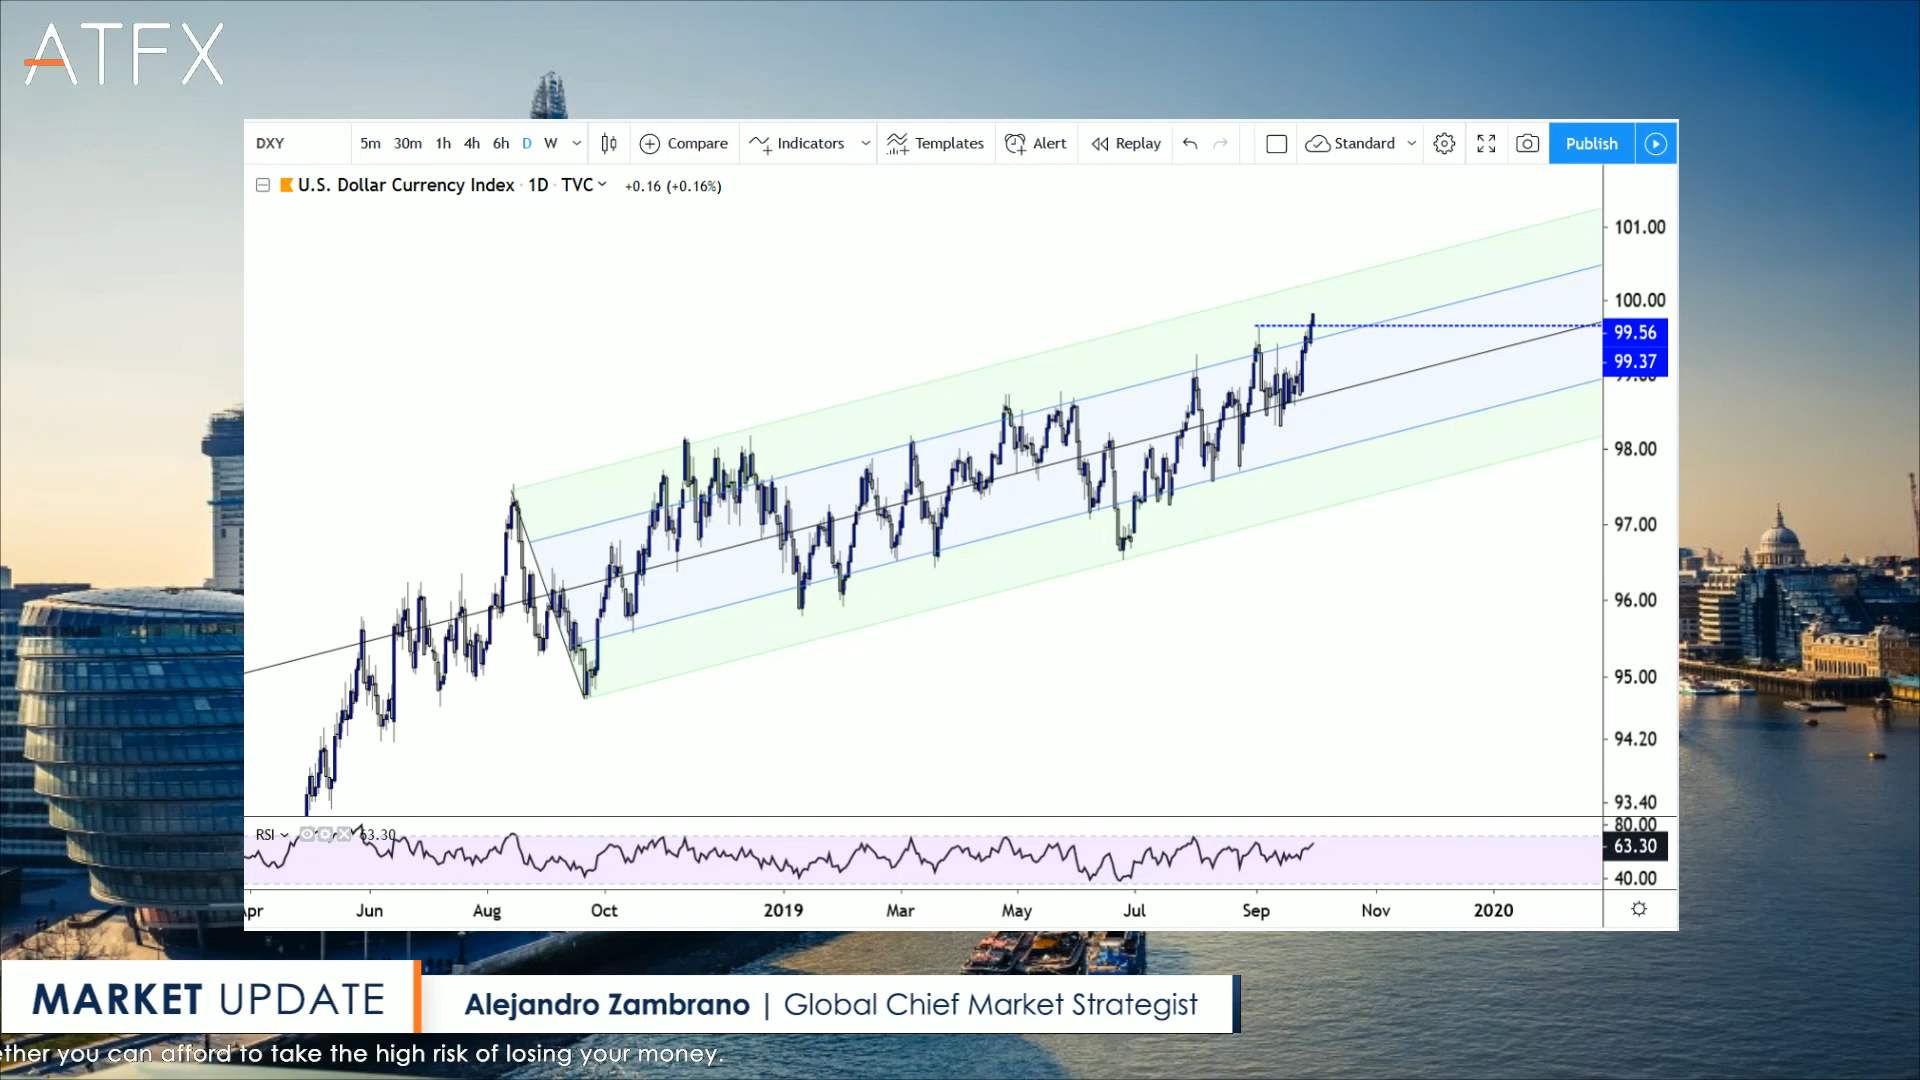 ATFX
DXY 5m 30m 1h 4h 6h D W Compare Indicators Templates Alert Replay Standard Publish
U.S. Dollar Currency Index · 1D · TVC +0.16 (+0.16%)
101.00
100.00
99.56
99.37
98.00
97.00
96.00
95.00
94.20
93.40
RSI 63.30
80.00
63.30
40.00
Jun Aug Oct 2019 Mar May Jul Sep Nov 2020
MARKET UPDATE
Alejandro Zambrano | Global Chief Market Strategist
ther you can afford to take the high risk of losing your money.